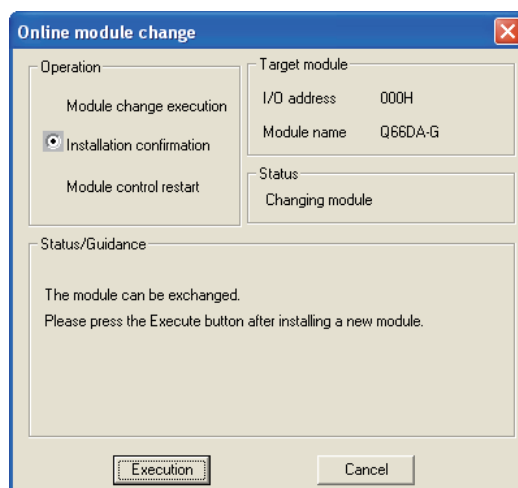 Online module change
Operation
Module change execution
Installation confirmation
Module control restart
Target module
I/O address 000H
Module name Q66DA-G
Status
Changing module
Status/Guidance
The module can be exchanged.
Please press the Execute button after installing a new module.
Execution Cancel